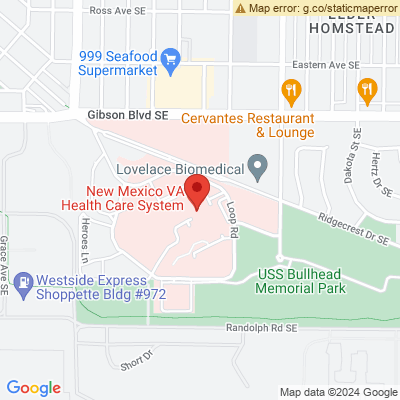 Ross Ave SE
Map error: g.co/staticmaperror
ELDER
HOMSTEAD
999 Seafood
Supermarket
Eastern Ave SE
Gibson Blvd SE
Cervantes Restaurant
& Lounge
Lovelace Biomedical
Dakota St SE
Hertz Dr SE
New Mexico VA
Health Care System
Loop Rd
Ridgecrest Dr SE
Heroes Ln
Grace Ave SE
USS Bullhead
Memorial Park
Westside Express
Shoppette Bldg #972
Randolph Rd SE
Short Dr
Google
Map data ©2024 Google